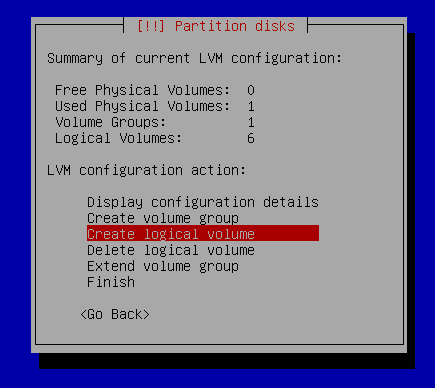 [!!] Partition disks
Summary of current LVM configuration:
Free Physical Volumes: 0
Used Physical Volumes: 1
Volume Groups: 1
Logical Volumes: 6
LVM configuration action:
Display configuration details
Create volume group
Create logical volume
Delete logical volume
Extend volume group
Finish
<Go Back>